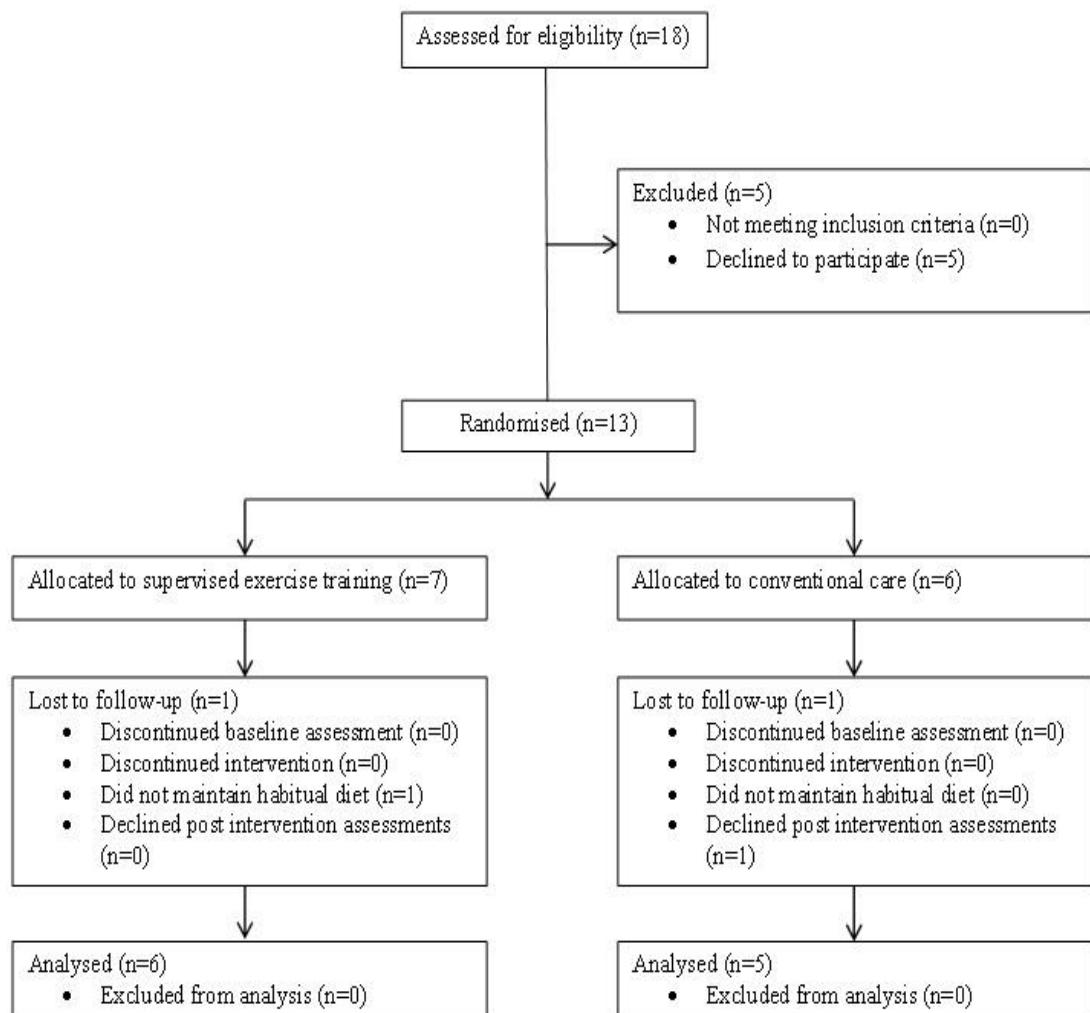 Assessed for eligibility (n=18)
Excluded (n=5)
• Not meeting inclusion criteria (n=0)
• Declined to participate (n=5)
Randomised (n=13)
Allocated to supervised exercise training (n=7)
Allocated to conventional care (n=6)
Lost to follow-up (n=1)
• Discontinued baseline assessment (n=0)
• Discontinued intervention (n=0)
• Did not maintain habitual diet (n=1)
• Declined post intervention assessments
(n=0)
Lost to follow-up (n=1)
• Discontinued baseline assessment (n=0)
• Discontinued intervention (n=0)
• Did not maintain habitual diet (n=0)
• Declined post intervention assessments
(n=1)
Analysed (n=6)
• Excluded from analysis (n=0)
Analysed (n=5)
• Excluded from analysis (n=0)